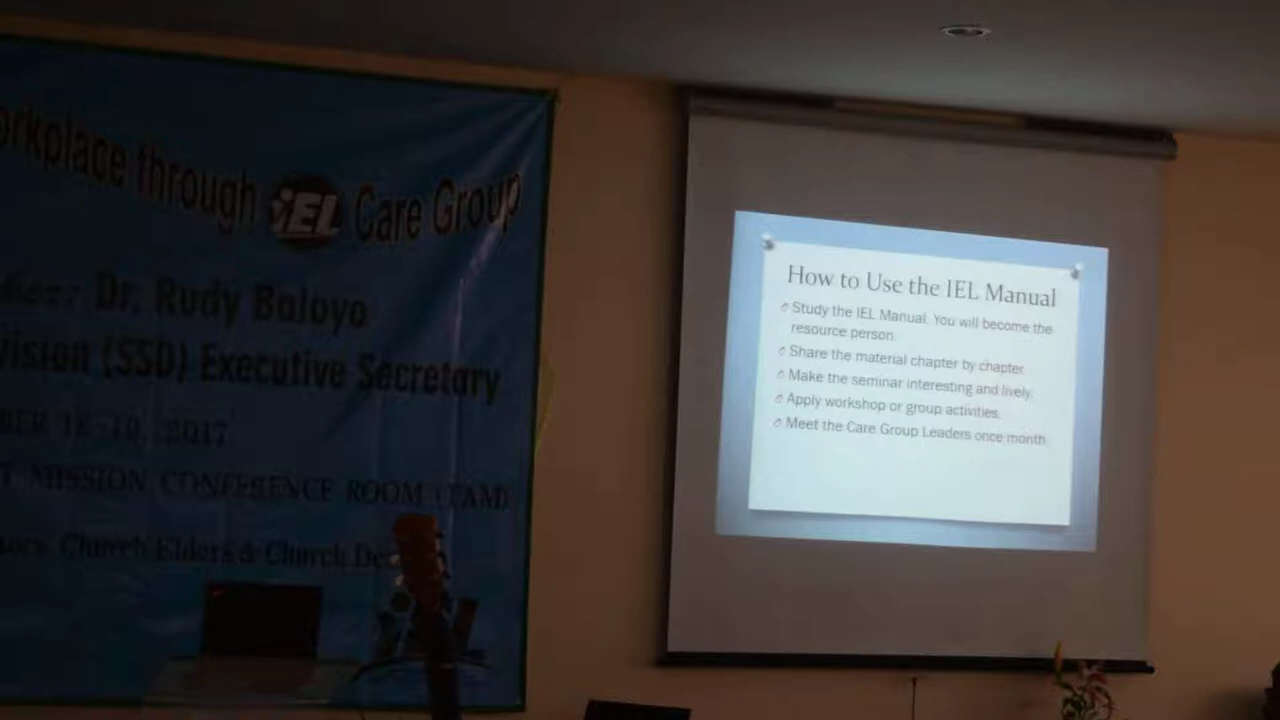 through iEL Care Group
Dr. Rudy Baloyo
(SSD) Executive Secretary
2017
MISSION CONFERENCE ROOM
Church Elders & Church
How to Use the IEL Manual
Study the IEL Manual. You will become the
resource person.
Share the material chapter by chapter
Make the seminar interesting and lively.
Apply workshop or group activities.
Meet the Care Group Leaders once month